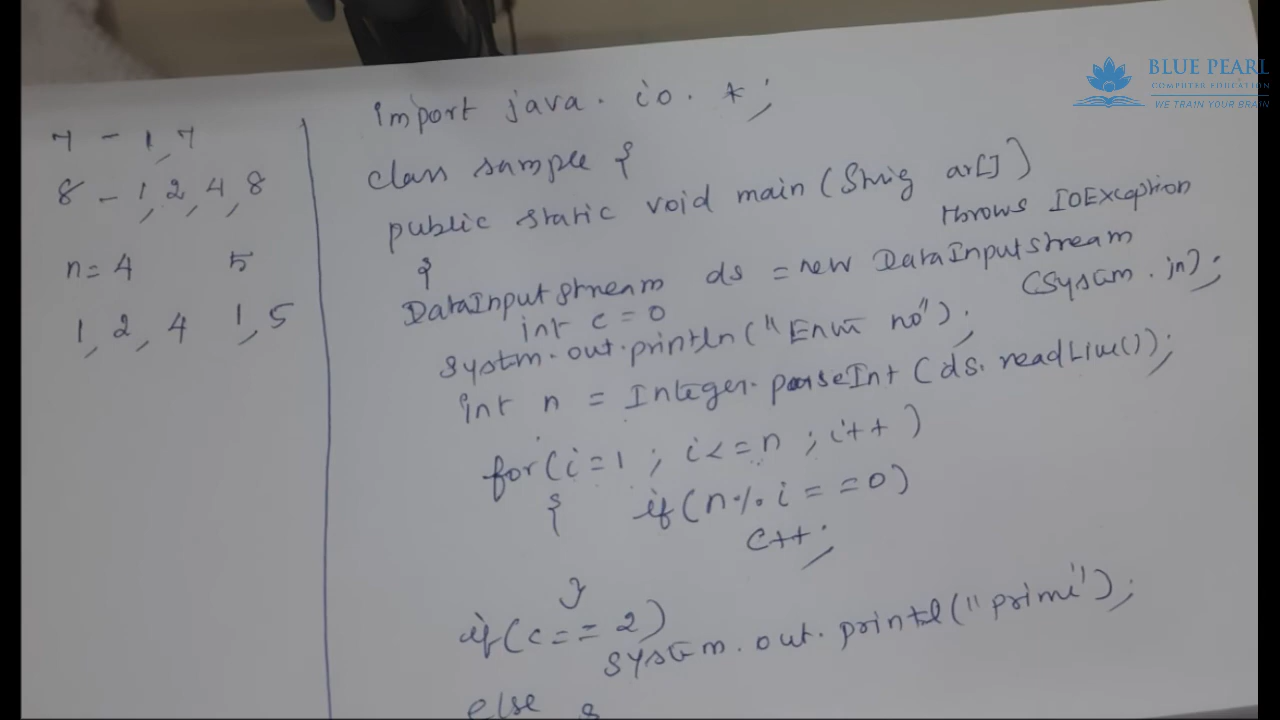 BLUE PEARL
COMPUTER EDUCATION
WE TRAIN YOUR BRAIN
7 - 1, 7
8 - 1, 2, 4, 8
n = 4 5
1, 2, 4 1, 5
import java . io . * ;
class sample {
public static void main (String ar[])
throws IOException
{
DataInputStream ds = new DataInputStream
(System . in) ;
int c = 0
System.out.println ("Enter no") ;
int n = Integer.parseInt (ds.readLine()) ;
for (i=1 ; i<=n ; i++ )
{ if (n % i == 0)
c++ ;
}
if (c == 2)
System.out.println ("prime") ;
else